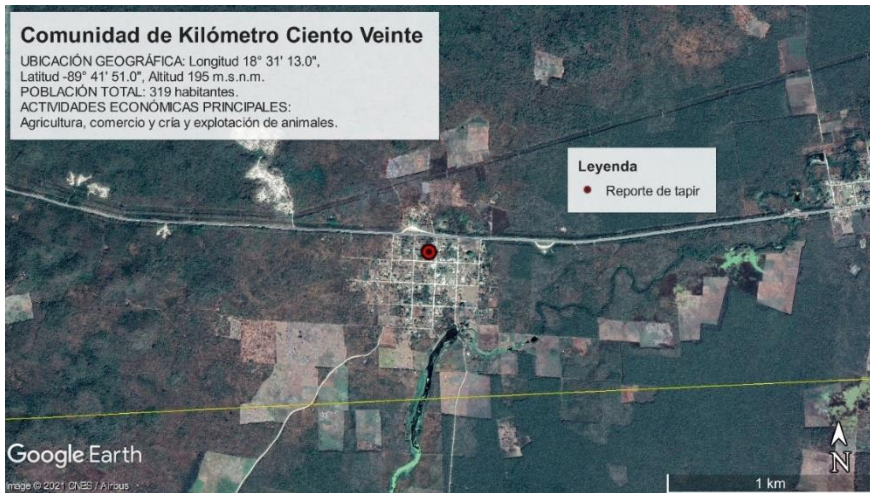 Comunidad de Kilómetro Ciento Veinte
UBICACIÓN GEOGRÁFICA: Longitud 18° 31' 13.0",
Latitud -89° 41' 51.0", Altitud 195 m.s.n.m.
POBLACIÓN TOTAL: 319 habitantes.
ACTIVIDADES ECONÓMICAS PRINCIPALES:
Agricultura, comercio y cría y explotación de animales.
Leyenda
Reporte de tapir
Google Earth
Image © 2021 CNES / Airbus
N
1 km